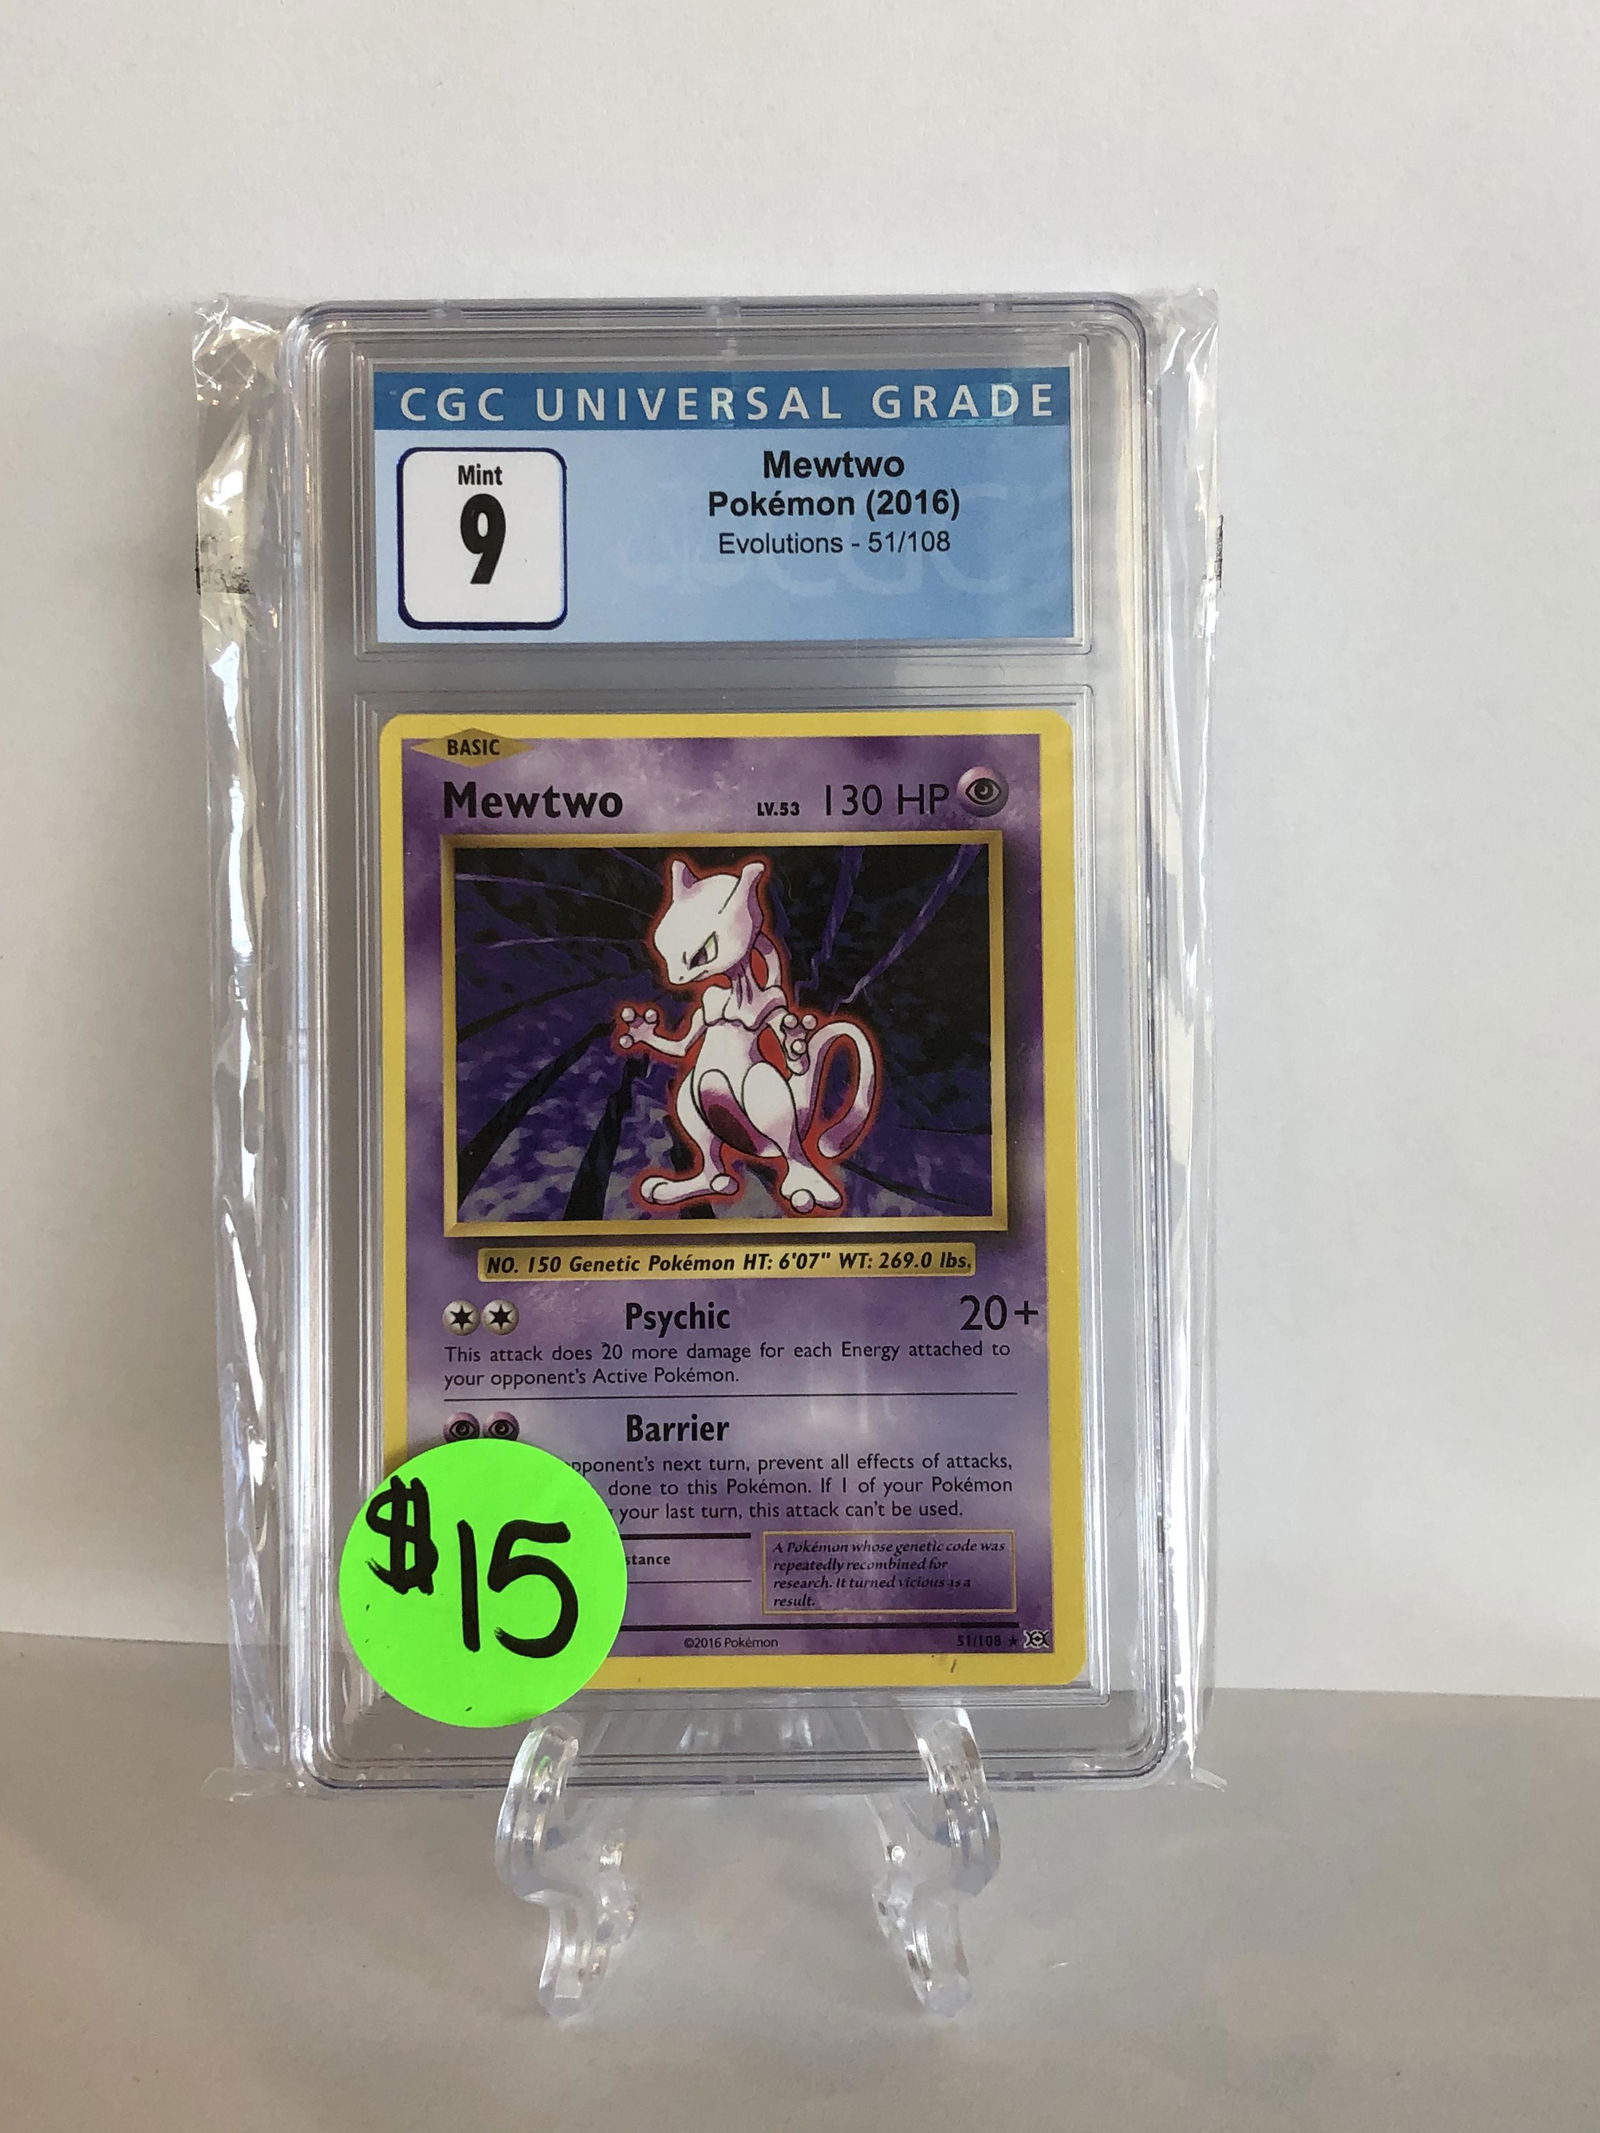 CGC UNIVERSAL GRADE
Mint
9
Mewtwo
Pokémon (2016)
Evolutions - 51/108
BASIC
Mewtwo LV.53 130 HP
NO. 150 Genetic Pokémon HT: 6'07" WT: 269.0 lbs.
Psychic 20+
This attack does 20 more damage for each Energy attached to
your opponent's Active Pokémon.
Barrier
next turn, prevent all effects of attacks,
done to this Pokémon. If 1 of your Pokémon
your last turn, this attack can't be used.
A Pokémon whose genetic code was
repeatedly recombined for
research. It turned vicious as a
result.
©2016 Pokémon 51/108 ★
$15